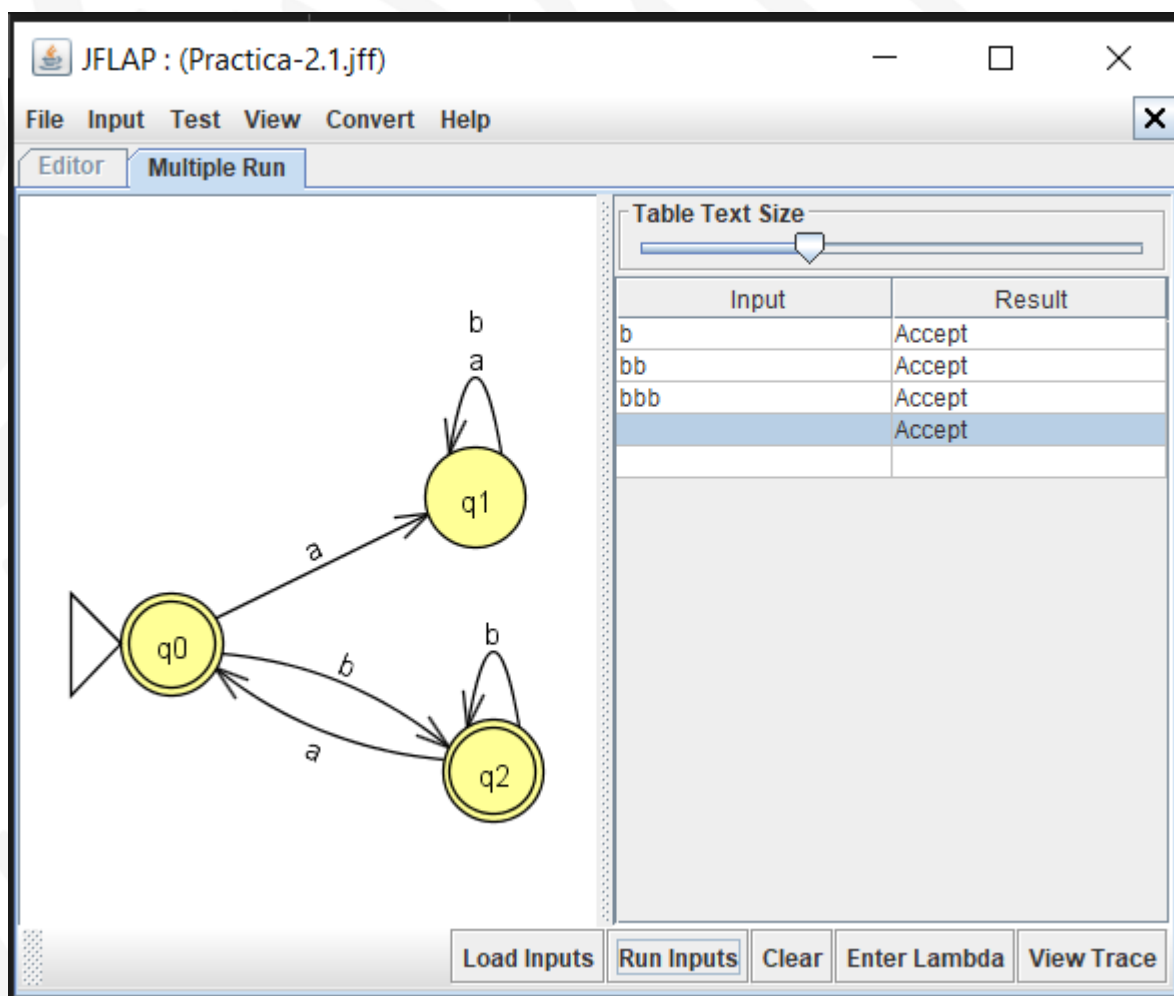 JFLAP : (Practica-2.1.jff)
File Input Test View Convert Help
Editor Multiple Run
b
a
q1
a
q0
b
a
b
q2
Table Text Size
Input Result
b Accept
bb Accept
bbb Accept
Accept
Load Inputs Run Inputs Clear Enter Lambda View Trace